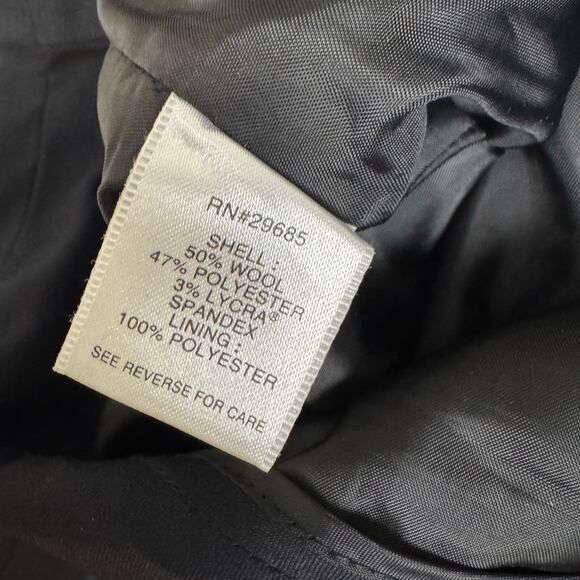 RN#29685
SHELL :
50% WOOL
47% POLYESTER
3% LYCRA®
SPANDEX
LINING :
100% POLYESTER
SEE REVERSE FOR CARE